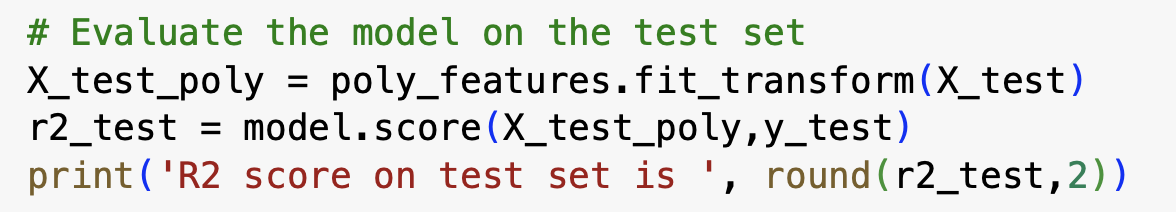 # Evaluate the model on the test set
X_test_poly = poly_features.fit_transform(X_test)
r2_test = model.score(X_test_poly,y_test)
print('R2 score on test set is ', round(r2_test,2))